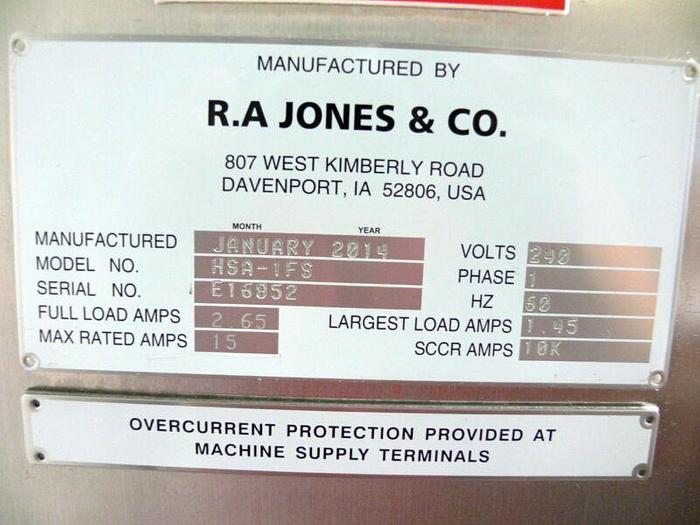 MANUFACTURED BY
R.A JONES & CO.
807 WEST KIMBERLY ROAD
DAVENPORT, IA 52806, USA
MONTH YEAR
MANUFACTURED JANUARY 2014
MODEL NO. HSA-1FS
SERIAL NO. E16952
FULL LOAD AMPS 2.65
MAX RATED AMPS 15
VOLTS 240
PHASE 1
HZ 60
LARGEST LOAD AMPS 1.45
SCCR AMPS 10K
OVERCURRENT PROTECTION PROVIDED AT
MACHINE SUPPLY TERMINALS